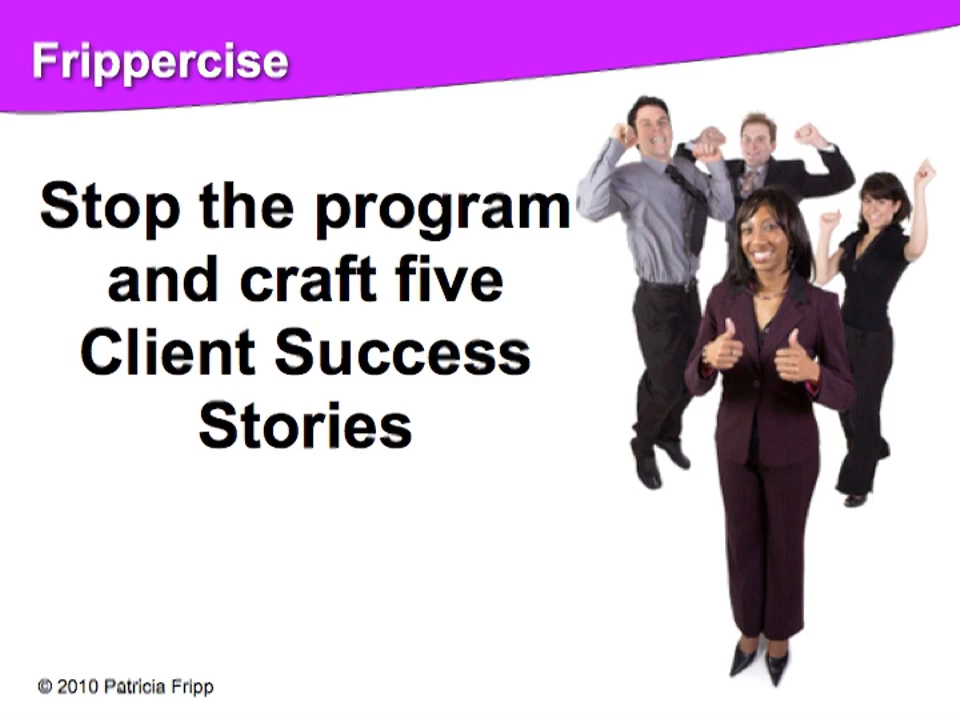 Frippercise
Stop the program
and craft five
Client Success
Stories
© 2010 Patricia Fripp